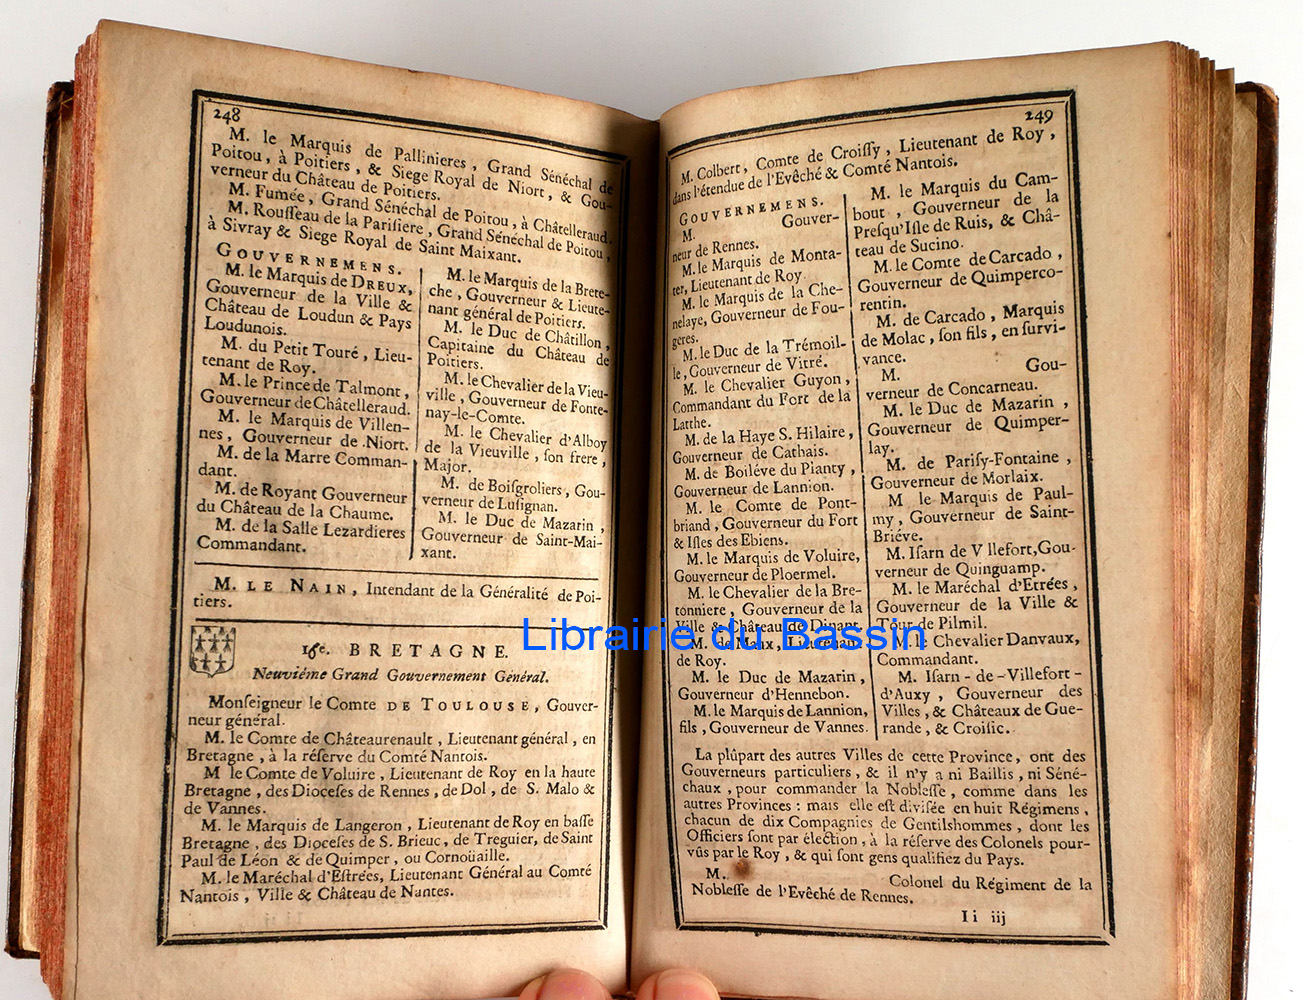 248
M. le Marquis de Pallinieres , Grand Sénéchal de
Poitou , à Poitiers , & Siege Royal de Niort , & Gou-
verneur du Château de Poitiers.
M. Fumée , Grand Sénéchal de Poitou , à Châtelleraud.
M. Rousseau de la Parisiere , Grand Sénéchal de Poitou ,
à Sivray & Siege Royal de Saint Maixant.
GOUVERNEMENS.
M. le Marquis de DREUX,
Gouverneur de la Ville &
Château de Loudun & Pays
Loudunois.
M. du Petit Touré , Lieu-
tenant de Roy.
M. le Prince de Talmont,
Gouverneur de Châtelleraud.
M. le Marquis de Villen-
nes , Gouverneur de Niort.
M. de la Marre Comman-
dant.
M. de Royant Gouverneur
du Château de la Chaume.
M. de la Salle Lezardieres
Commandant.
M. le Marquis de la Brete-
che , Gouverneur & Lieute-
nant général de Poitiers.
M. le Duc de Châtillon ,
Capitaine du Château de
Poitiers.
M. le Chevalier de la Vieu-
ville , Gouverneur de Fonte-
nay-le-Comte.
M. le Chevalier d'Alboy
de la Vieuville , son frere ,
Major.
M. de Boisgroliers , Gou-
verneur de Lusignan.
M. le Duc de Mazarin ,
Gouverneur de Saint-Mai-
xant.
M. LE NAIN , Intendant de la Généralité de Poi-
tiers.
16e. BRETAGNE.
Neuviéme Grand Gouvernement Général.
Monseigneur le Comte DE TOULOUSE , Gouver-
neur général.
M. le Comte de Châteaurenault , Lieutenant général , en
Bretagne , à la réserve du Comté Nantois.
M le Comte de Voluire , Lieutenant de Roy en la haute
Bretagne , des Dioceses de Rennes , de Dol , de S. Malo &
de Vannes.
M. le Marquis de Langeron , Lieutenant de Roy en basse
Bretagne , des Dioceses de S. Brieuc , de Treguier , de Saint
Paul de Léon & de Quimper , ou Cornoüaille.
M. le Maréchal d'Estrées, Lieutenant Général au Comté
Nantois , Ville & Château de Nantes.
249
M. Colbert , Comte de Croissy , Lieutenant de Roy ,
dans l'étendue de l'Evêché & Comté Nantois.
GOUVERNEMENS.
M. Gouver-
neur de Rennes.
M. le Marquis de Monta-
ter, Lieutenant de Roy
M. le Marquis de la Che-
nelaye, Gouverneur de Fou-
geres.
M. le Duc de la Trémoil-
le , Gouverneur de Vitré.
M. le Chevalier Guyon ,
Commandant du Fort de la
Latthe.
M. de la Haye S. Hilaire ,
Gouverneur de Cathais.
M. de Boiléve du Planty ,
Gouverneur de Lannion.
M. le Comte de Pont-
briand , Gouverneur du Fort
& Isles des Ebiens.
M. le Marquis de Voluire,
Gouverneur de Ploermel.
M. le Chevalier de la Bre-
tonniere , Gouverneur de la
Ville & Château de Dinant.
M. de Maux , Lieutenant
de Roy.
M. le Duc de Mazarin ,
Gouverneur d'Hennebon.
M. le Marquis de Lannion,
fils , Gouverneur de Vannes.
M. le Marquis du Cam-
bout , Gouverneur de la
Presqu'Isle de Ruis, & Châ-
teau de Sucino.
M. le Comte de Carcado ,
Gouverneur de Quimperco-
rentin.
M. de Carcado , Marquis
de Molac , son fils , en survi-
vance.
M. Gou-
verneur de Concarneau.
M. le Duc de Mazarin ,
Gouverneur de Quimper-
lay.
M. de Parisy-Fontaine ,
Gouverneur de Morlaix.
M le Marquis de Paul-
my , Gouverneur de Saint-
Briéve.
M. Isarn de V llefort, Gou-
verneur de Quinguamp.
M. le Maréchal d'Etrées ,
Gouverneur de la Ville &
Tour de Pilmil.
M. le Chevalier Danvaux,
Commandant.
M. Isarn - de - Villefort -
d'Auxy , Gouverneur des
Villes , & Châteaux de Gue-
rande , & Croisic.
La plûpart des autres Villes de cette Province , ont des
Gouverneurs particuliers , & il n'y a ni Baillis , ni Séné-
chaux , pour commander la Noblesse , comme dans les
autres Provinces : mais elle est divisée en huit Régimens ,
chacun de dix Compagnies de Gentilshommes , dont les
Officiers sont par élection , à la réserve des Colonels pour-
vûs par le Roy , & qui sont gens qualifiez du Pays.
M. Colonel du Régiment de la
Noblesse de l'Evêché de Rennes.
Ii iij
Librairie du Bassin